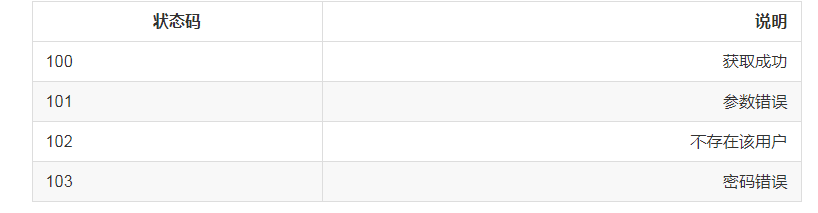 状态码 说明
100 获取成功
101 参数错误
102 不存在该用户
103 密码错误